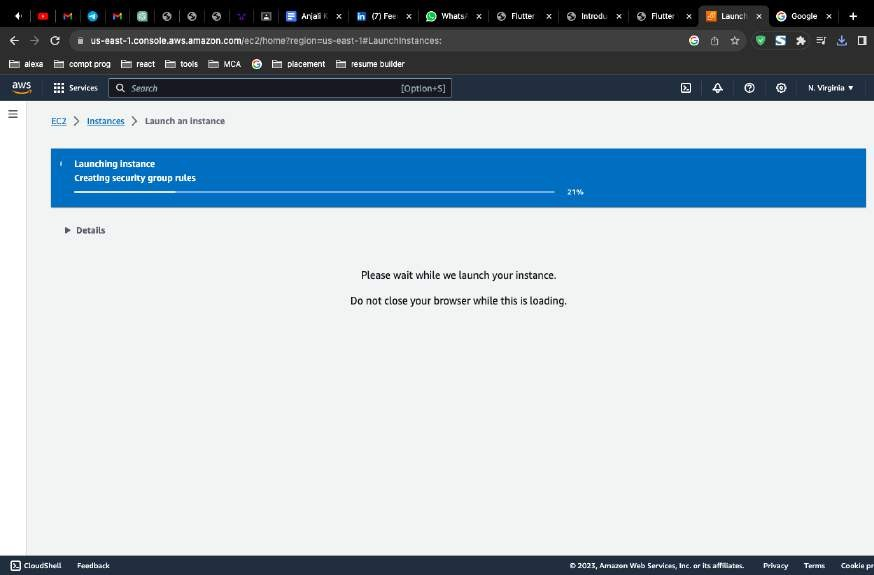 Anjali K
(7) Fee
WhatsA
Flutter
Introdu
Flutter
Launch
Google
us-east-1.console.aws.amazon.com/ec2/home?region=us-east-1#LaunchInstances:
alexa
compt prog
react
tools
MCA
placement
resume builder
aws
Services
Search
[Option+S]
N. Virginia
EC2 > Instances > Launch an instance
Launching instance
Creating security group rules
21%
Details
Please wait while we launch your instance.
Do not close your browser while this is loading.
CloudShell
Feedback
© 2023, Amazon Web Services, Inc. or its affiliates.
Privacy
Terms
Cookie pr